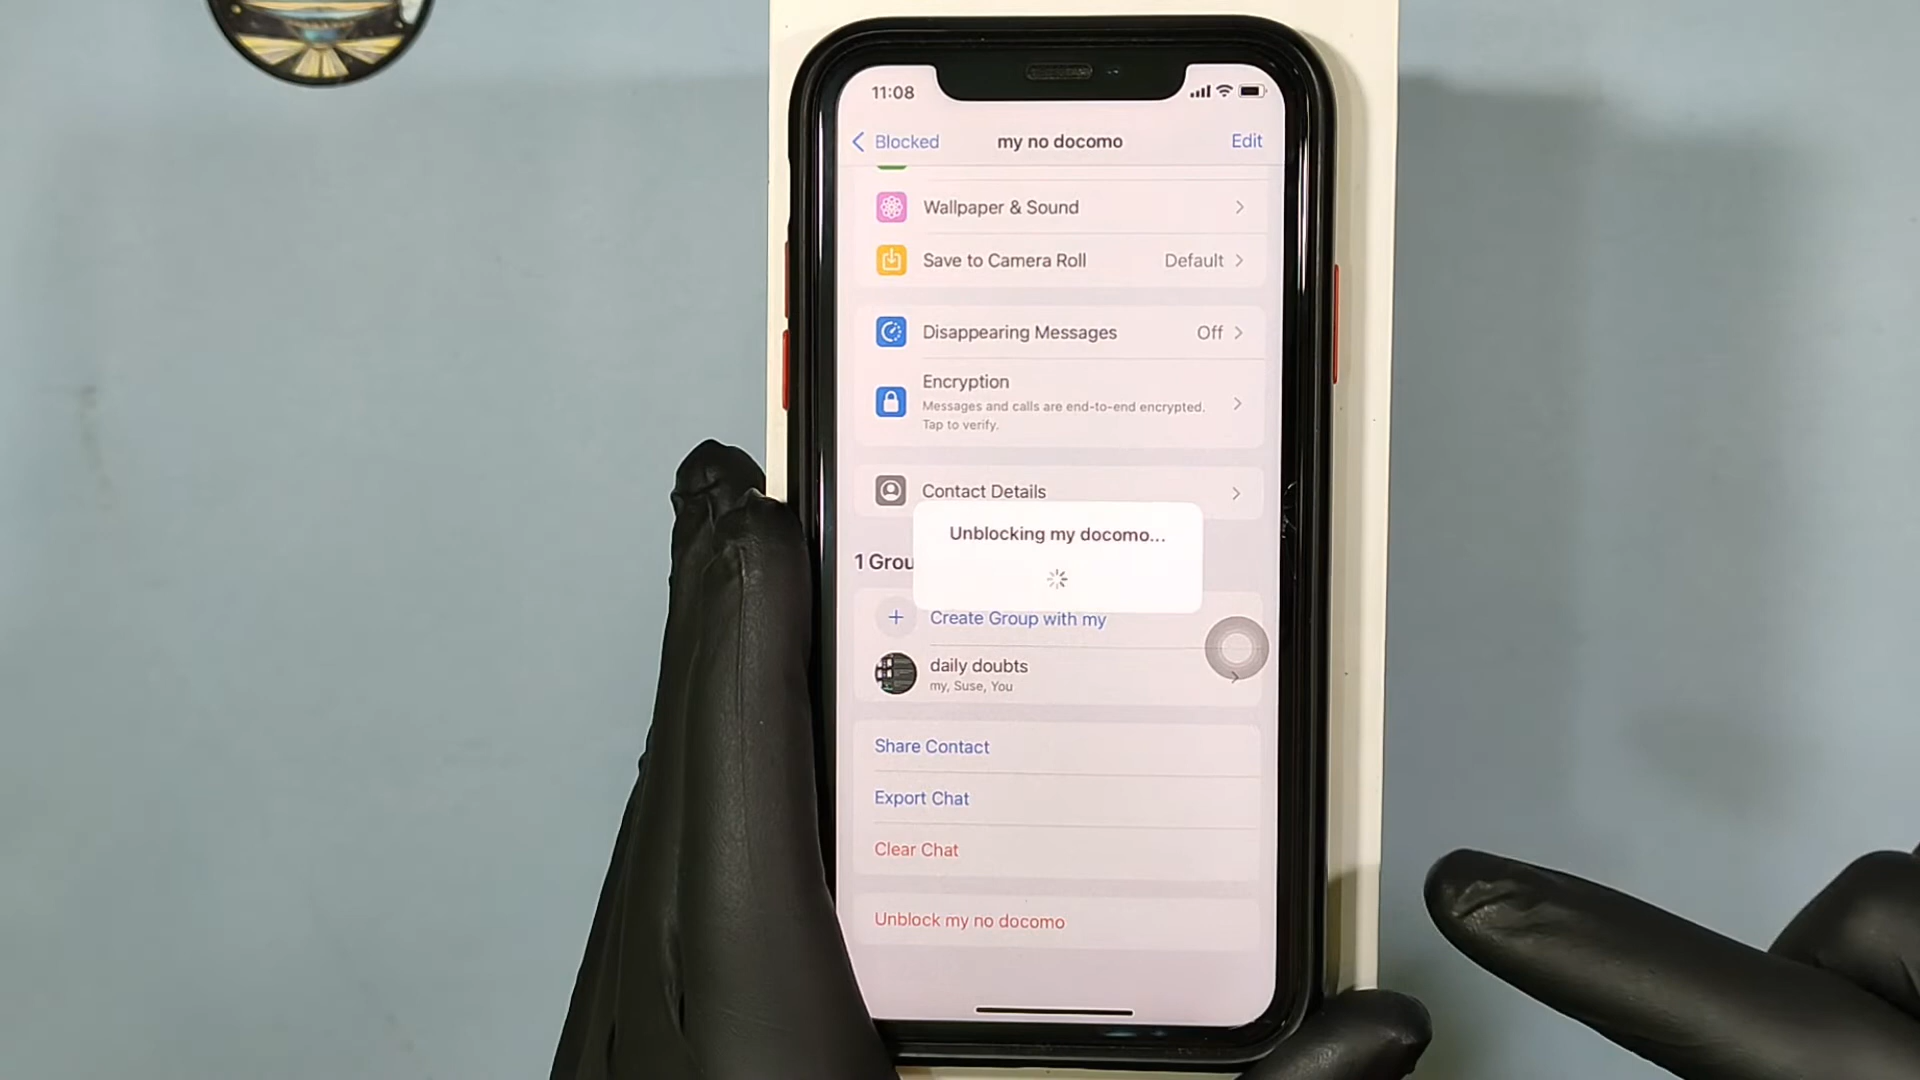 11:08
Blocked
my no docomo
Edit
Wallpaper & Sound
Save to Camera Roll
Default
Disappearing Messages
Off
Encryption
Messages and calls are end-to-end encrypted.
Tap to verify.
Contact Details
Unblocking my docomo...
1 Grou
Create Group with my
daily doubts
my, Suse, You
Share Contact
Export Chat
Clear Chat
Unblock my no docomo